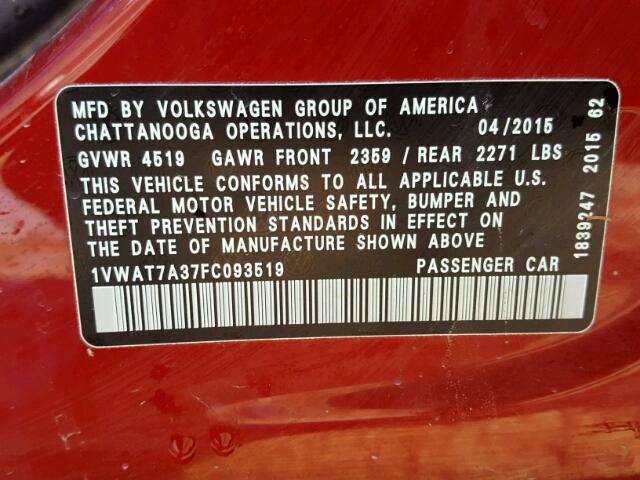 MFD BY VOLKSWAGEN GROUP OF AMERICA
CHATTANOOGA OPERATIONS, LLC. 04/2015
GVWR 4519 GAWR FRONT 2359 / REAR 2271 LBS
THIS VEHICLE CONFORMS TO ALL APPLICABLE U.S.
FEDERAL MOTOR VEHICLE SAFETY, BUMPER AND
THEFT PREVENTION STANDARDS IN EFFECT ON
THE DATE OF MANUFACTURE SHOWN ABOVE
1VWAT7A37FC093519 PASSENGER CAR
1839247 2015 62